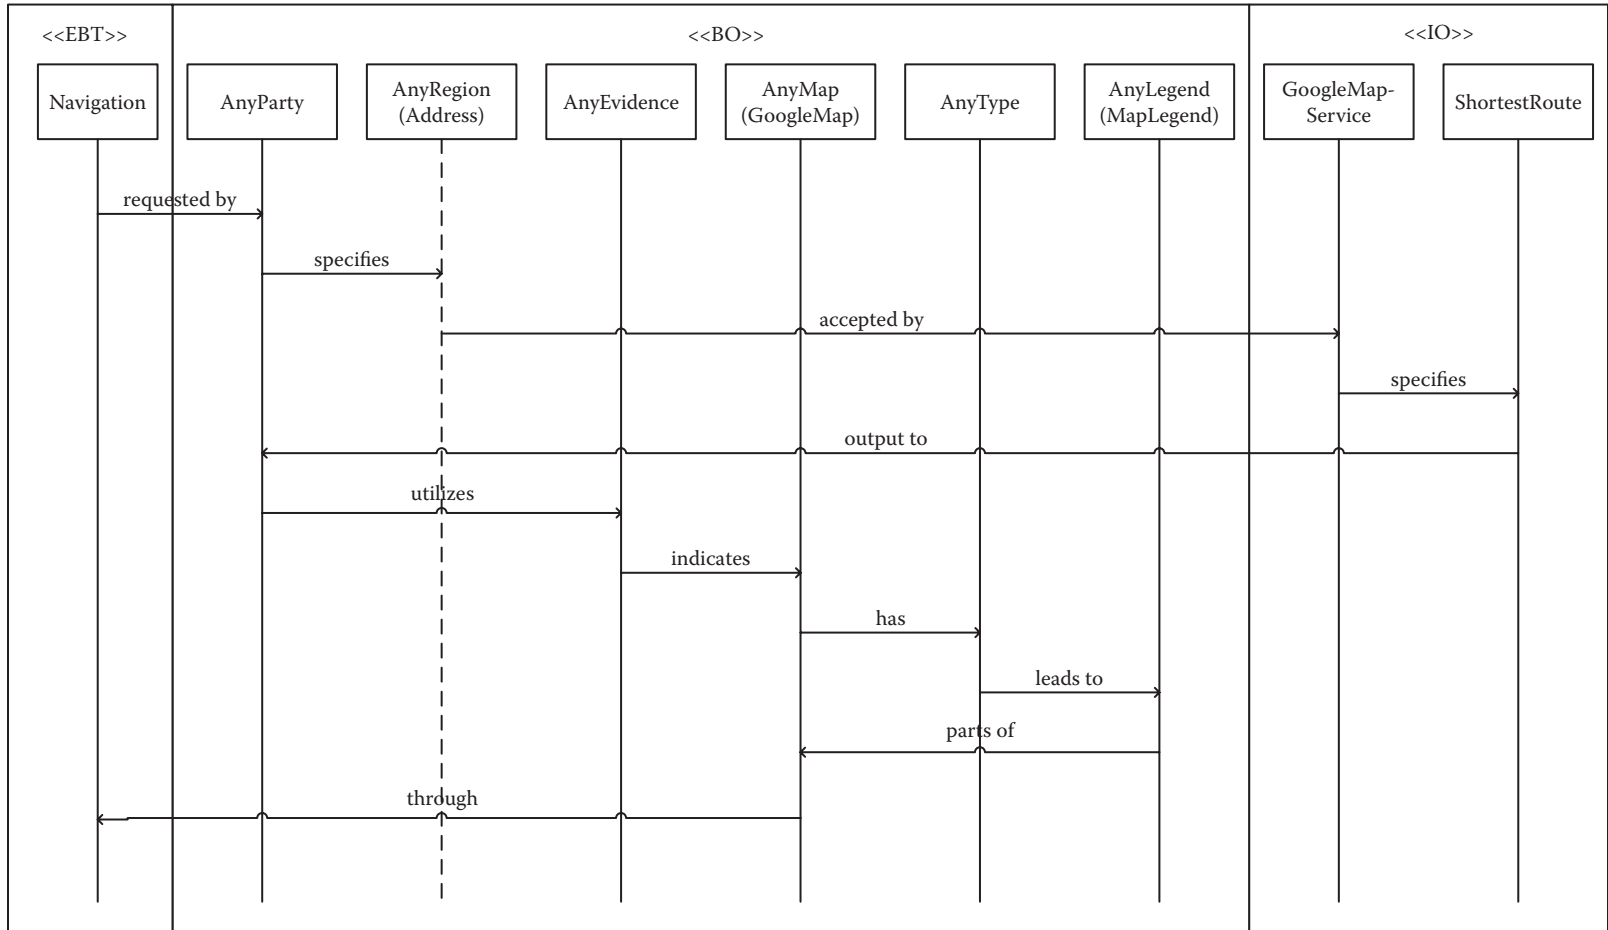 <<EBT>>
<<BO>>
<<IO>>
Navigation
AnyParty
AnyRegion
(Address)
AnyEvidence
AnyMap
(GoogleMap)
AnyType
AnyLegend
(MapLegend)
GoogleMap-
Service
ShortestRoute
requested by
specifies
accepted by
specifies
output to
utilizes
indicates
has
leads to
parts of
through